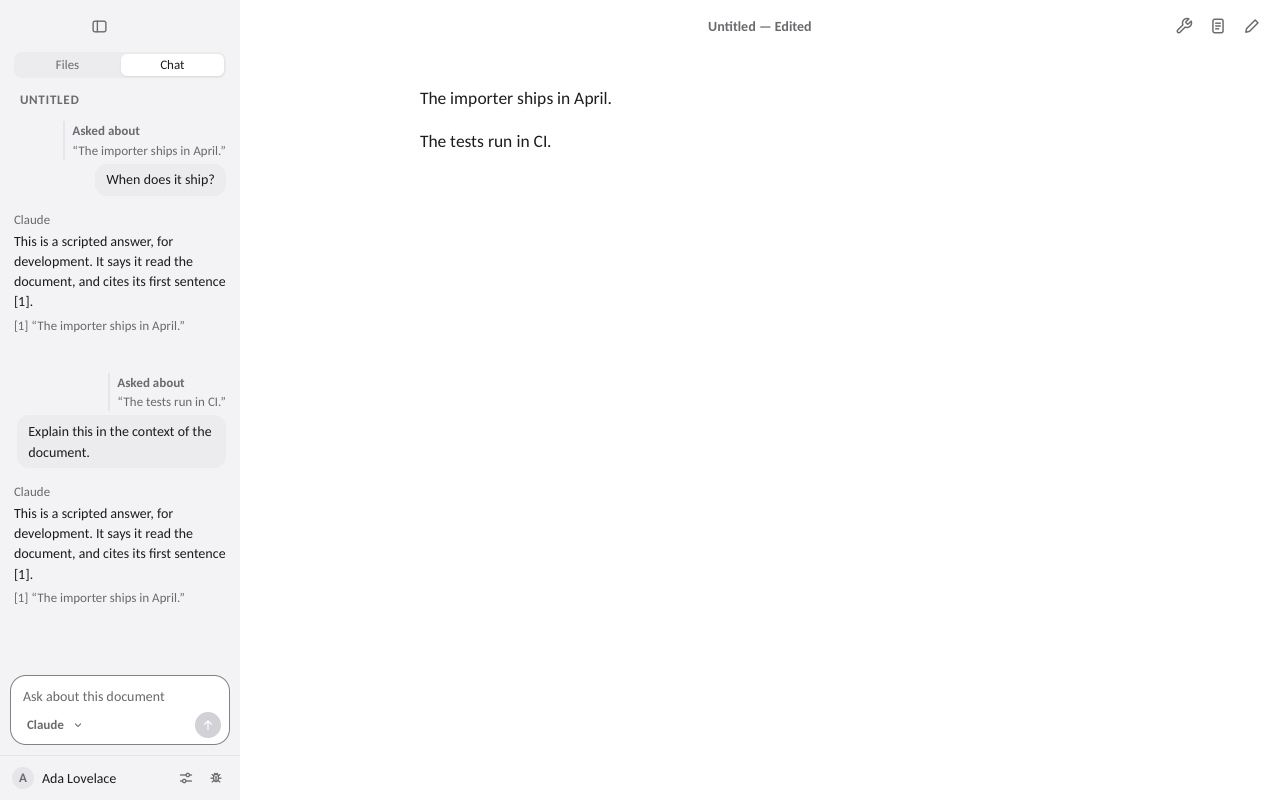 Untitled — Edited
Files
Chat
UNTITLED
Asked about
“The importer ships in April.”
When does it ship?
Claude
This is a scripted answer, for
development. It says it read the
document, and cites its first sentence
[1].
[1] “The importer ships in April.”
Asked about
“The tests run in CI.”
Explain this in the context of the
document.
Claude
This is a scripted answer, for
development. It says it read the
document, and cites its first sentence
[1].
[1] “The importer ships in April.”
Ask about this document
Claude
A
Ada Lovelace
The importer ships in April.
The tests run in CI.